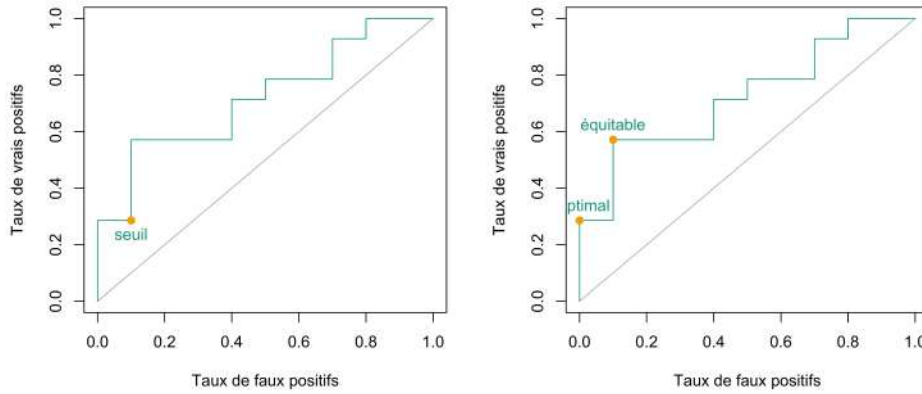 Taux de vrais positifs
1.0
0.8
0.6
0.4
0.2
0.0
seuil
0.0 0.2 0.4 0.6 0.8 1.0
Taux de faux positifs
Taux de vrais positifs
1.0
0.8
0.6
0.4
0.2
0.0
équitable
ptimal
0.0 0.2 0.4 0.6 0.8 1.0
Taux de faux positifs